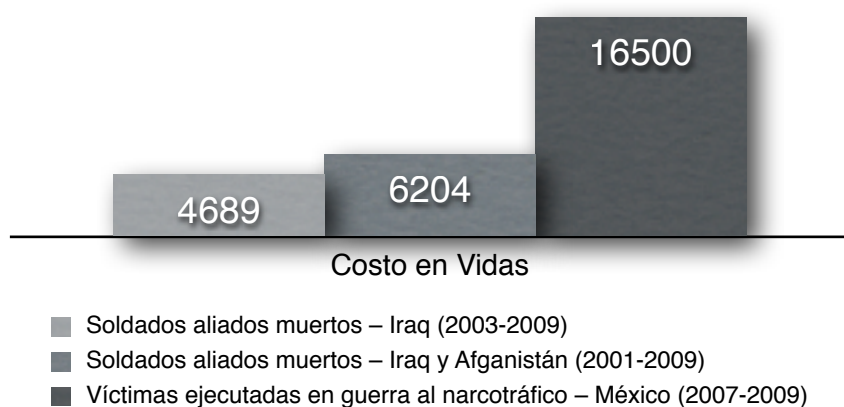 16500
6204
4689
Costo en Vidas
Soldados aliados muertos – Iraq (2003-2009)
Soldados aliados muertos – Iraq y Afganistán (2001-2009)
Víctimas ejecutadas en guerra al narcotráfico – México (2007-2009)